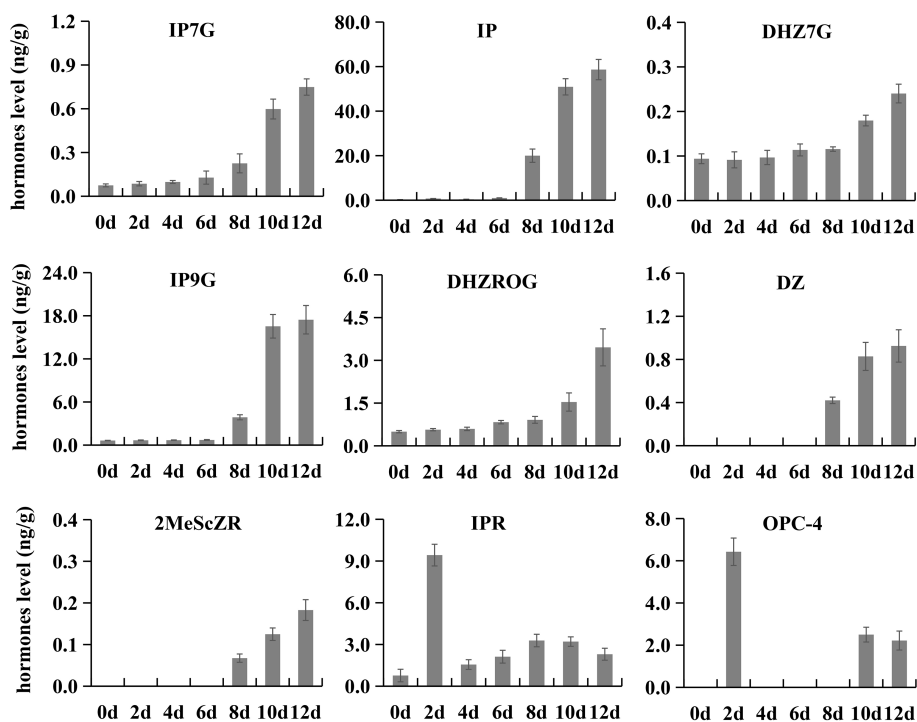 IP7G
hormones level (ng/g)
1.2
0.9
0.6
0.3
0.0
0d 2d 4d 6d 8d 10d 12d
IP
80.0
60.0
40.0
20.0
0.0
0d 2d 4d 6d 8d 10d 12d
DHZ7G
0.4
0.3
0.2
0.1
0.0
0d 2d 4d 6d 8d 10d 12d
IP9G
hormones level (ng/g)
24.0
18.0
12.0
6.0
0.0
0d 2d 4d 6d 8d 10d 12d
DHZROG
6.0
4.5
3.0
1.5
0.0
0d 2d 4d 6d 8d 10d 12d
DZ
1.6
1.2
0.8
0.4
0.0
0d 2d 4d 6d 8d 10d 12d
2MeScZR
hormones level (ng/g)
0.4
0.3
0.2
0.1
0.0
0d 2d 4d 6d 8d 10d 12d
IPR
12.0
9.0
6.0
3.0
0.0
0d 2d 4d 6d 8d 10d 12d
OPC-4
8.0
6.0
4.0
2.0
0.0
0d 2d 4d 6d 8d 10d 12d